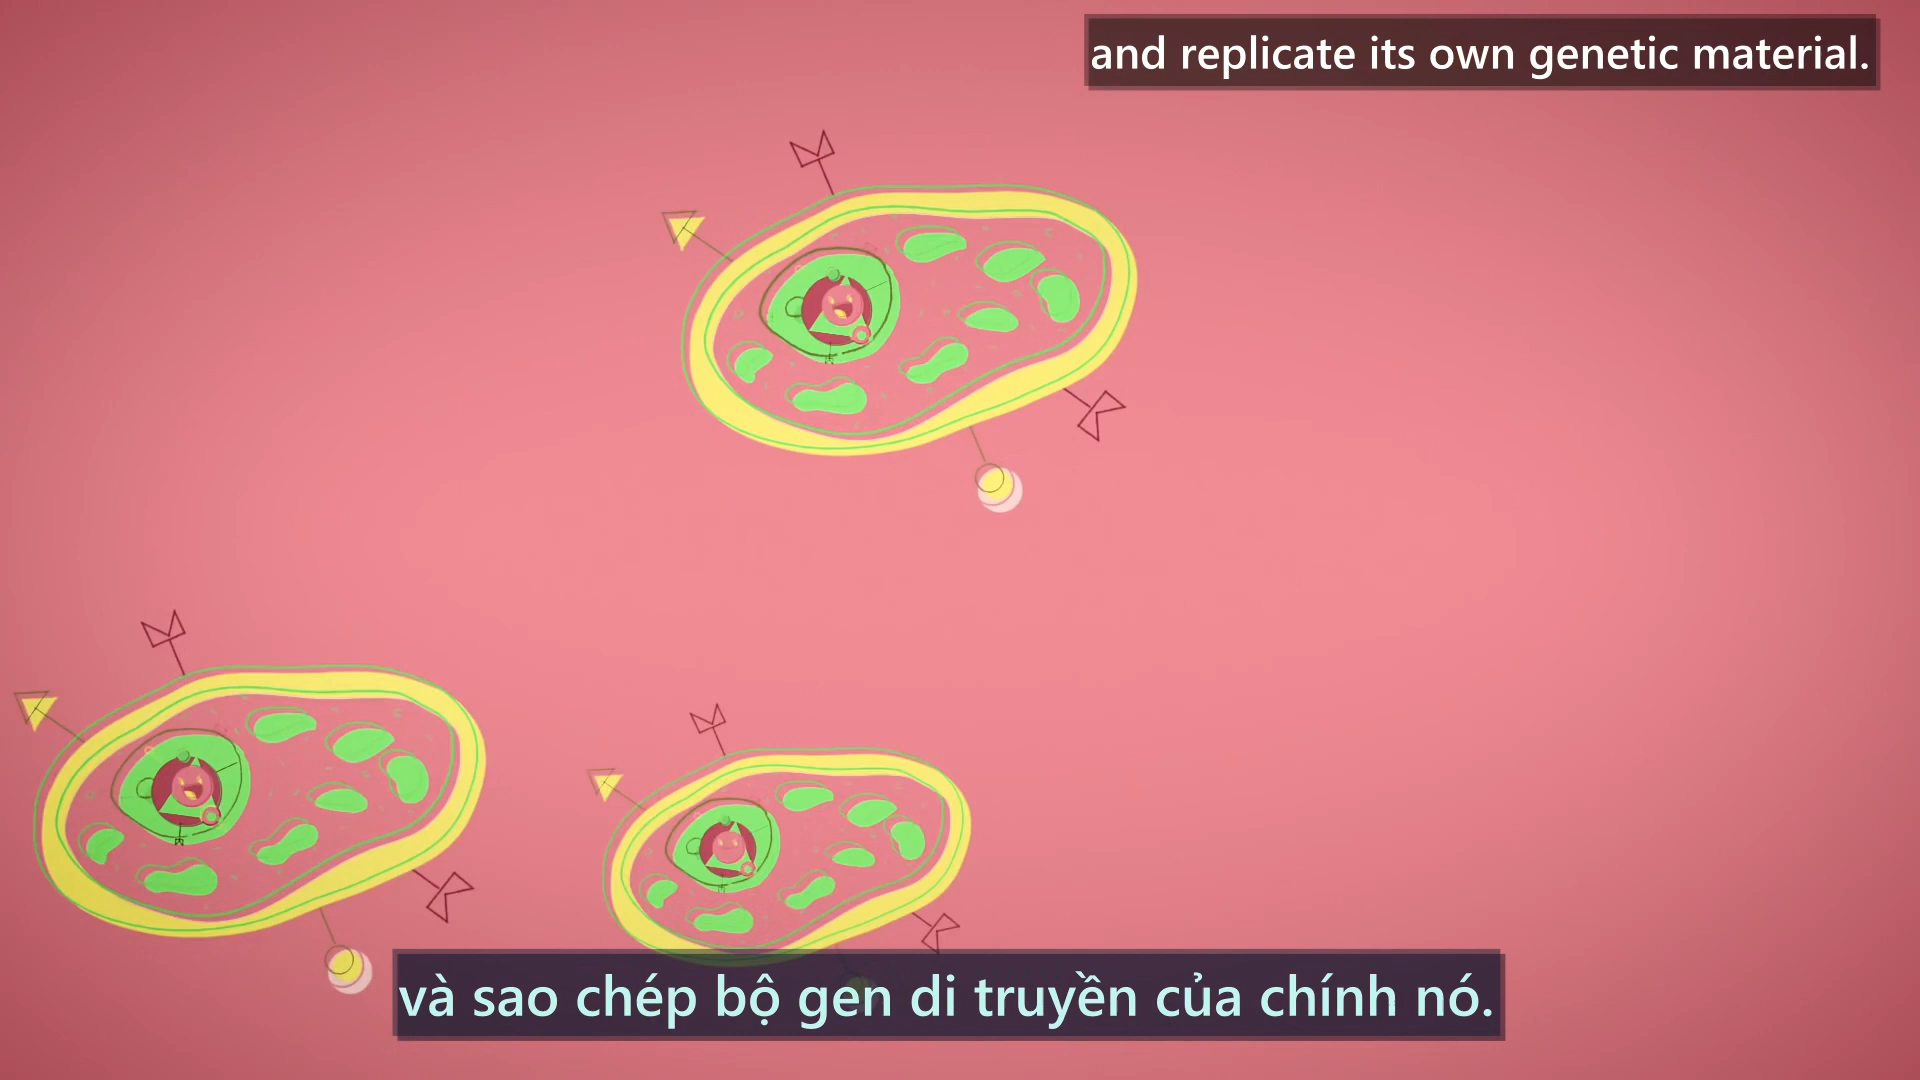 and replicate its own genetic material.
và sao chép bộ gen di truyền của chính nó.